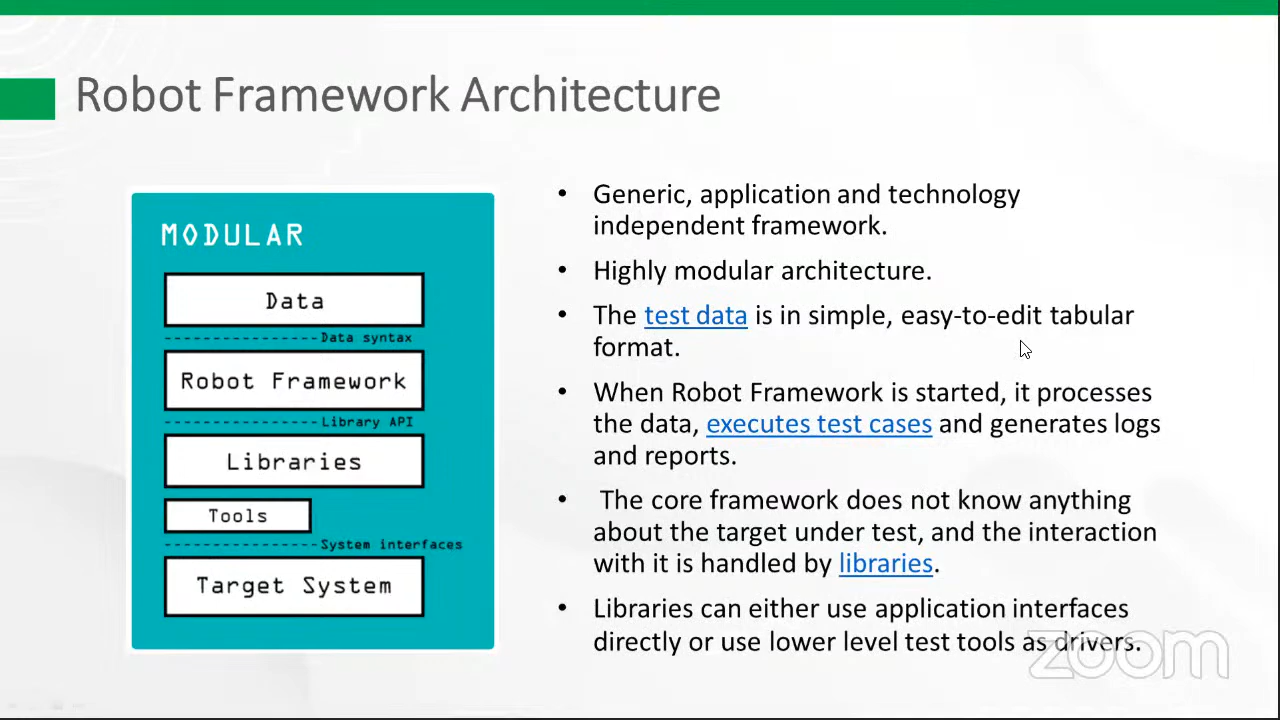 Robot Framework Architecture
MODULAR
Data
Data syntax
Robot Framework
Library API
Libraries
Tools
System interfaces
Target System
• Generic, application and technology
independent framework.
• Highly modular architecture.
• The test data is in simple, easy-to-edit tabular
format.
• When Robot Framework is started, it processes
the data, executes test cases and generates logs
and reports.
• The core framework does not know anything
about the target under test, and the interaction
with it is handled by libraries.
• Libraries can either use application interfaces
directly or use lower level test tools as drivers.
zoom